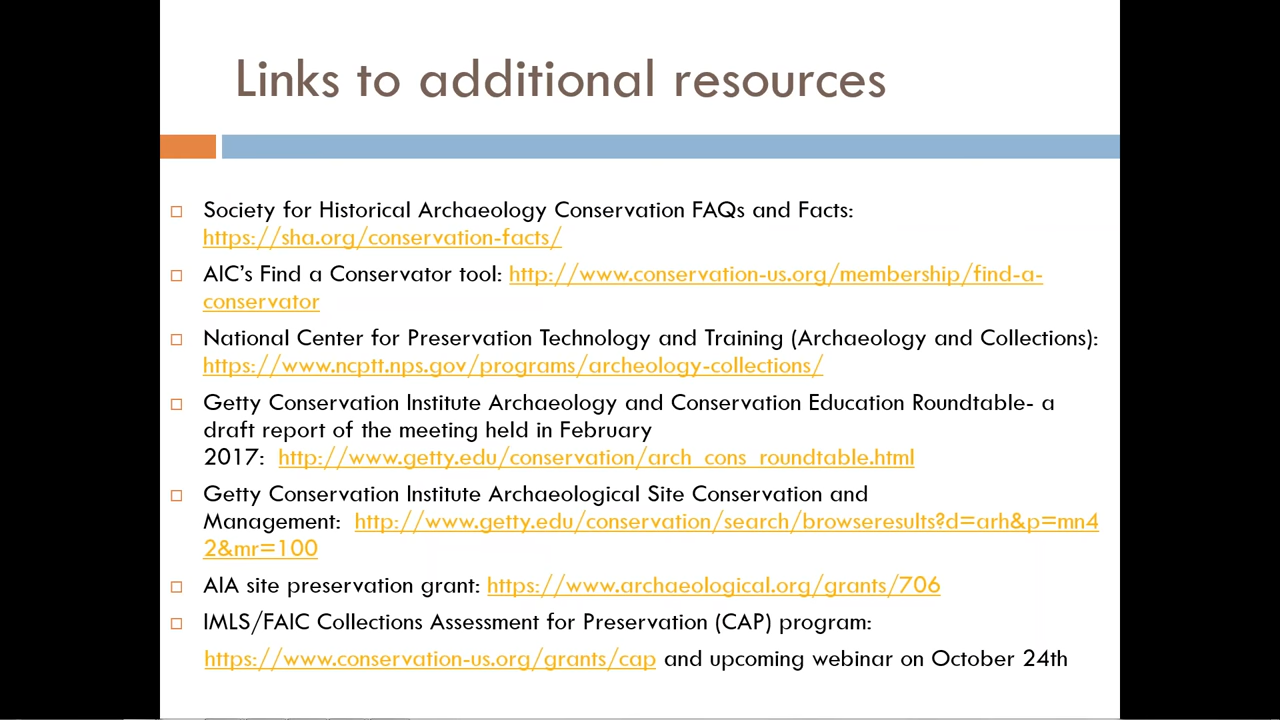 Links to additional resources
Society for Historical Archaeology Conservation FAQs and Facts:
https://sha.org/conservation-facts/
AIC's Find a Conservator tool: http://www.conservation-us.org/membership/find-a-
conservator
National Center for Preservation Technology and Training (Archaeology and Collections):
https://www.ncptt.nps.gov/programs/archeology-collections/
Getty Conservation Institute Archaeology and Conservation Education Roundtable- a
draft report of the meeting held in February
2017: http://www.getty.edu/conservation/arch_cons_roundtable.html
Getty Conservation Institute Archaeological Site Conservation and
Management: http://www.getty.edu/conservation/search/browseresults?d=arh&p=mn4
2&mr=100
AIA site preservation grant: https://www.archaeological.org/grants/706
IMLS/FAIC Collections Assessment for Preservation (CAP) program:
https://www.conservation-us.org/grants/cap and upcoming webinar on October 24th